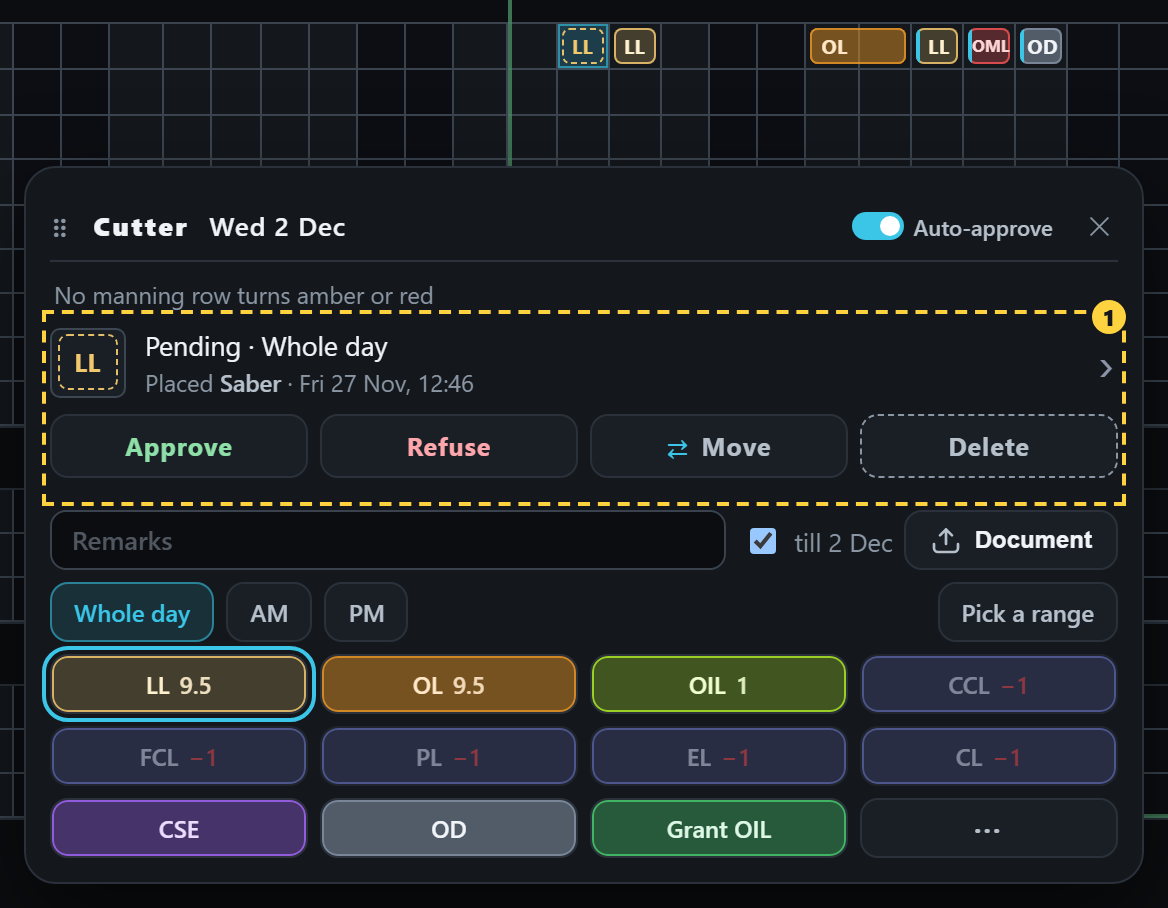 LL LL OL LL OML OD
Cutter Wed 2 Dec Auto-approve
No manning row turns amber or red
1
LL Pending · Whole day
Placed Saber · Fri 27 Nov, 12:46
Approve Refuse Move Delete
Remarks till 2 Dec Document
Whole day AM PM Pick a range
LL 9.5 OL 9.5 OIL 1 CCL −1
FCL −1 PL −1 EL −1 CL −1
CSE OD Grant OIL ...